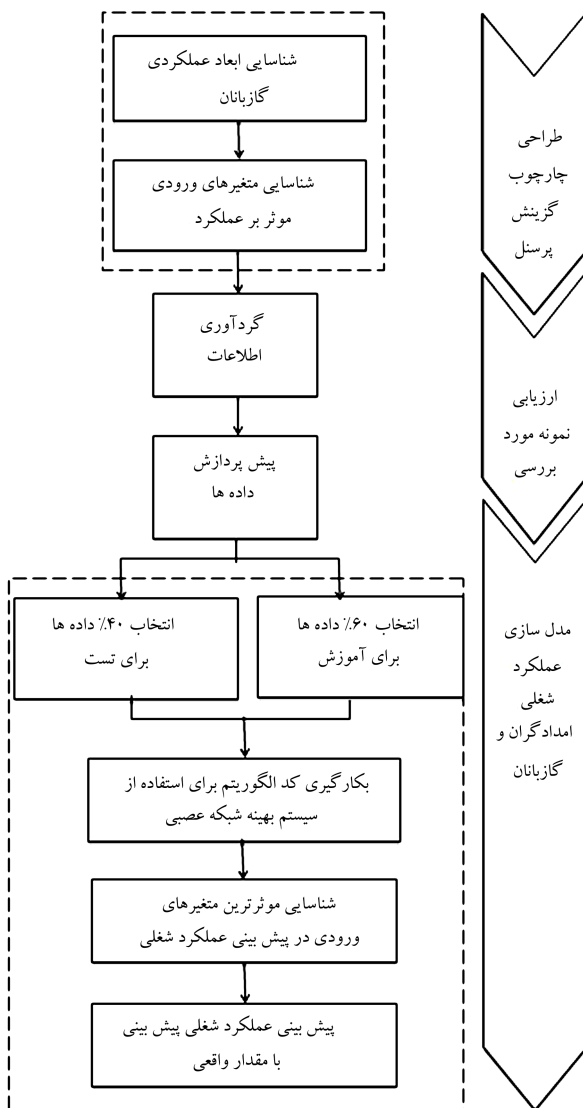 شناسایی ابعاد عملکردی
گازبانان
شناسایی متغیرهای ورودی
موثر بر عملکرد
گردآوری
اطلاعات
پیش پردازش
داده ها
انتخاب ۶۰٪ داده ها
برای آموزش
انتخاب ۴۰٪ داده ها
برای تست
بکارگیری کد الگوریتم برای استفاده از
سیستم بهینه شبکه عصبی
شناسایی موثرترین متغیرهای
ورودی در پیش بینی عملکرد شغلی
پیش بینی عملکرد شغلی پیش بینی
با مقدار واقعی
طراحی
چارچوب
گزینش
پرسنل
ارزیابی
نمونه مورد
بررسی
مدل سازی
عملکرد
شغلی
امدادگران و
گازبانان